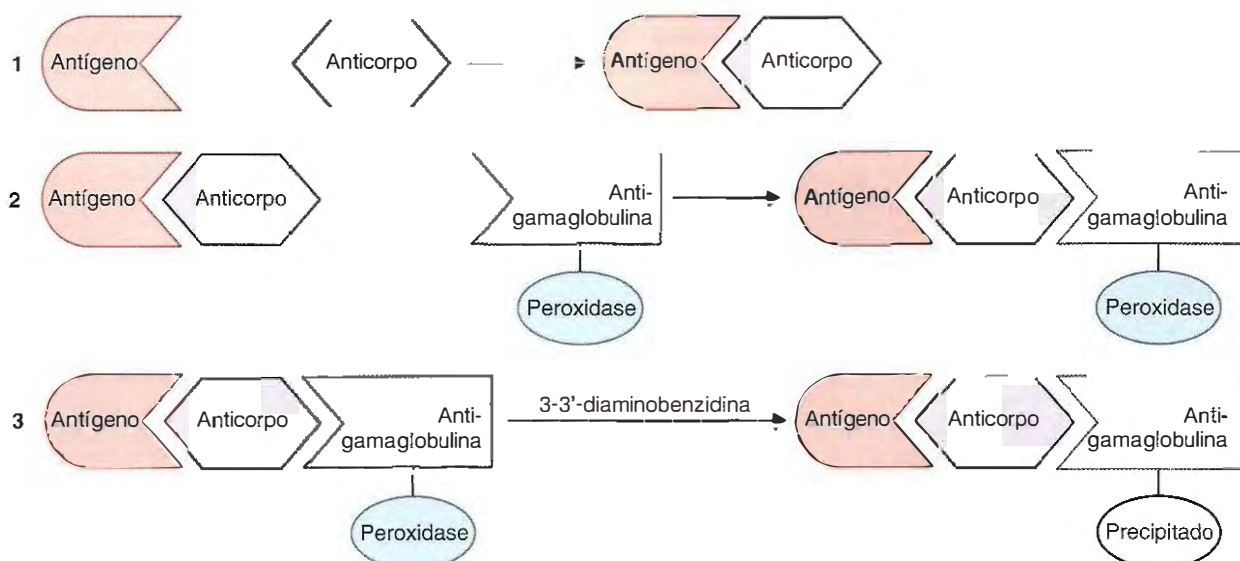 1 Antígeno Anticorpo Antígeno Anticorpo
2 Antígeno Anticorpo Anti-
gamaglobulina Antígeno Anticorpo Anti-
gamaglobulina
Peroxidase Peroxidase
3 Antígeno Anticorpo Anti-
gamaglobulina 3-3'-diaminobenzidina Antígeno Anticorpo Anti-
gamaglobulina
Peroxidase Precipitado